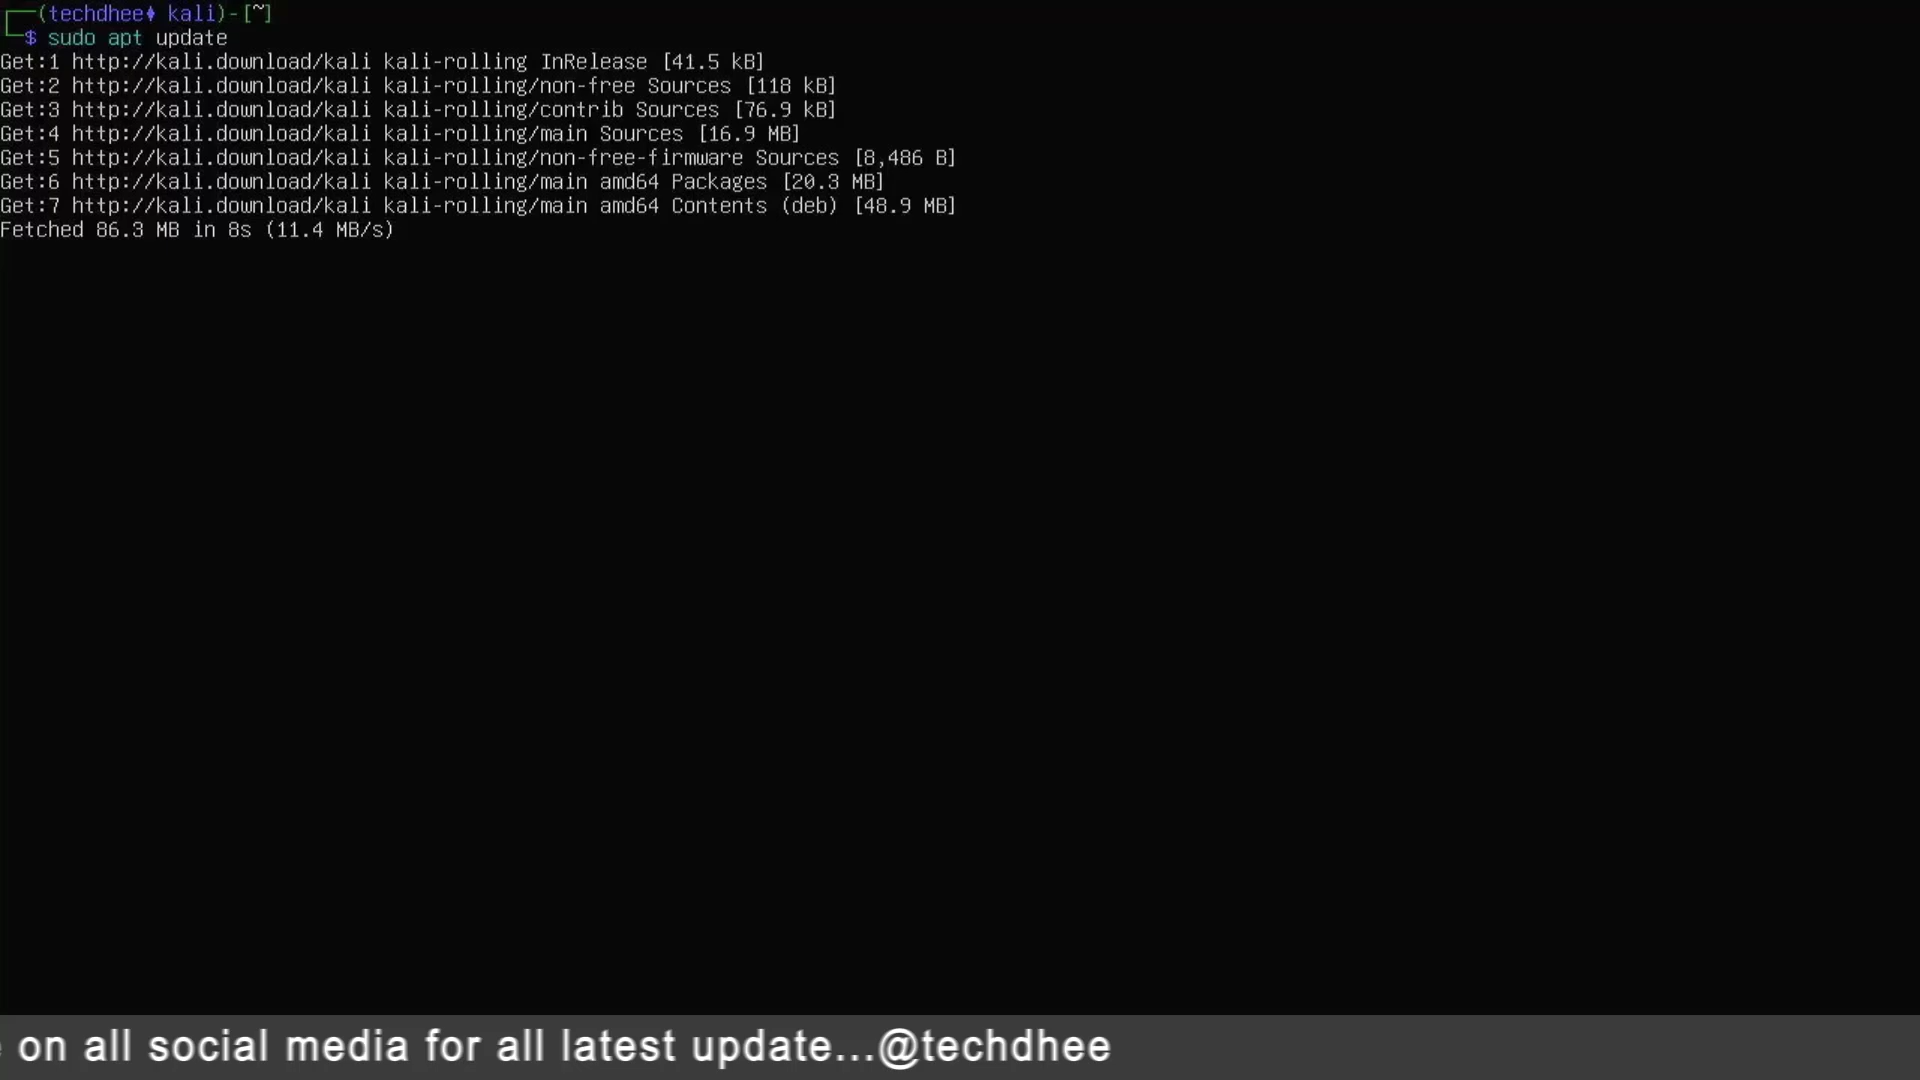 ┌──(techdhee♦ kali)-[~]
└─$ sudo apt update
Get:1 http://kali.download/kali kali-rolling InRelease [41.5 kB]
Get:2 http://kali.download/kali kali-rolling/non-free Sources [118 kB]
Get:3 http://kali.download/kali kali-rolling/contrib Sources [76.9 kB]
Get:4 http://kali.download/kali kali-rolling/main Sources [16.9 MB]
Get:5 http://kali.download/kali kali-rolling/non-free-firmware Sources [8,486 B]
Get:6 http://kali.download/kali kali-rolling/main amd64 Packages [20.3 MB]
Get:7 http://kali.download/kali kali-rolling/main amd64 Contents (deb) [48.9 MB]
Fetched 86.3 MB in 8s (11.4 MB/s)
on all social media for all latest update...@techdhee